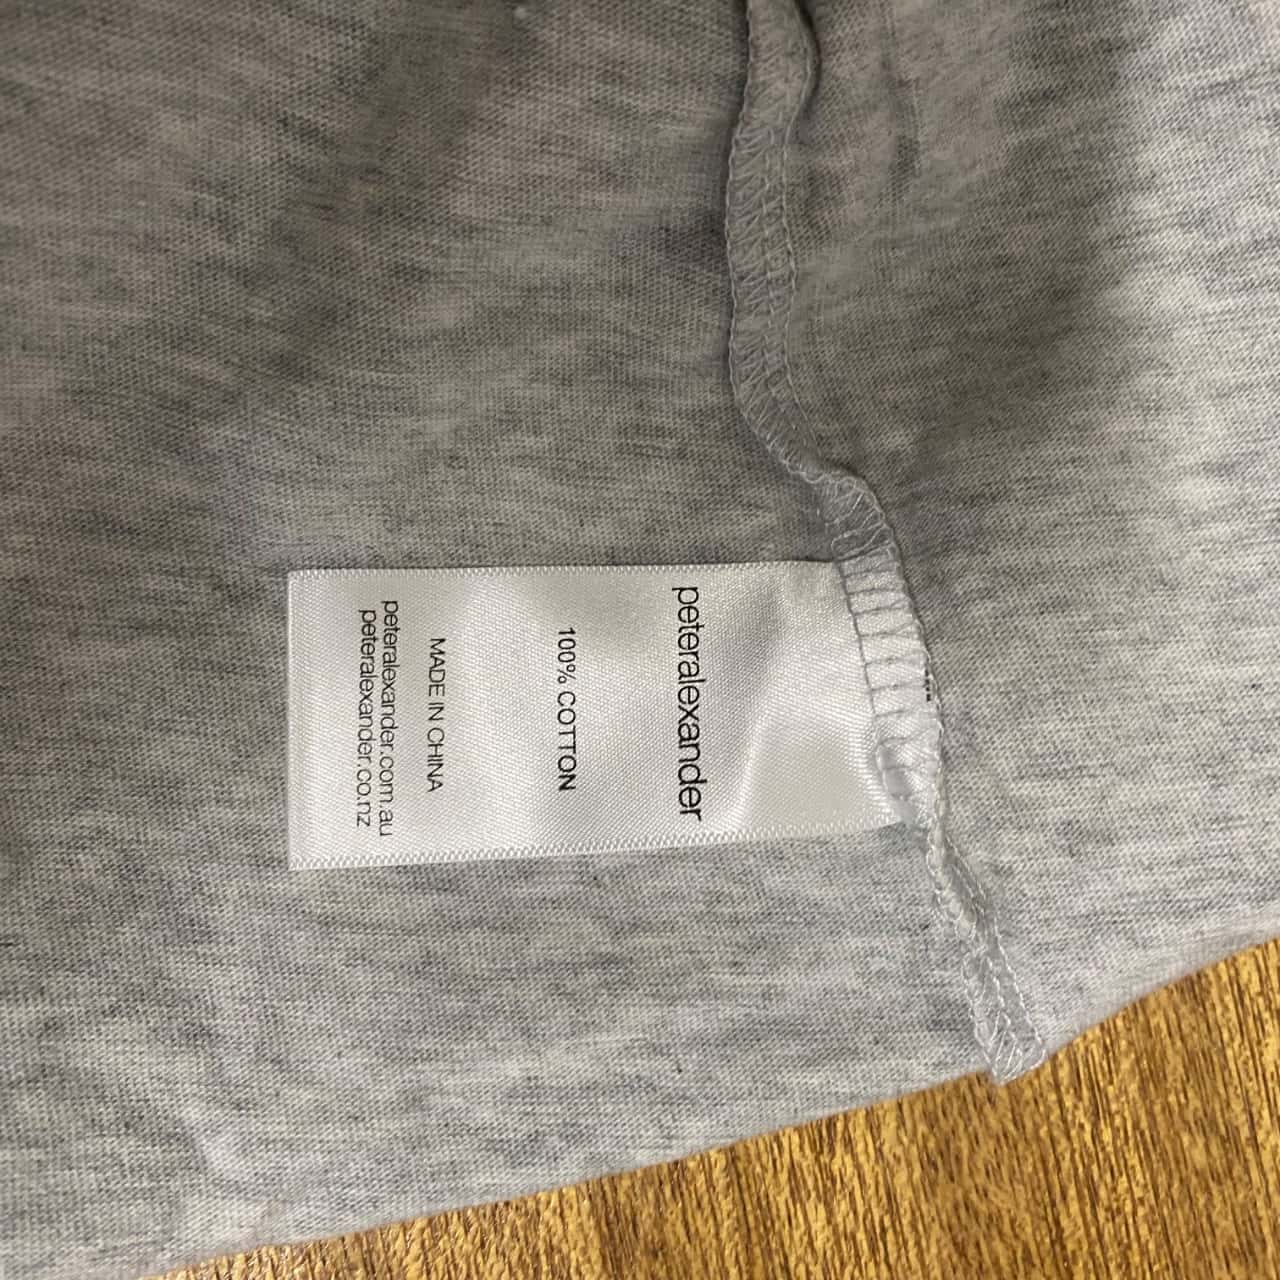 peteralexander
100% COTTON
MADE IN CHINA
peteralexander.com.au
peteralexander.co.nz